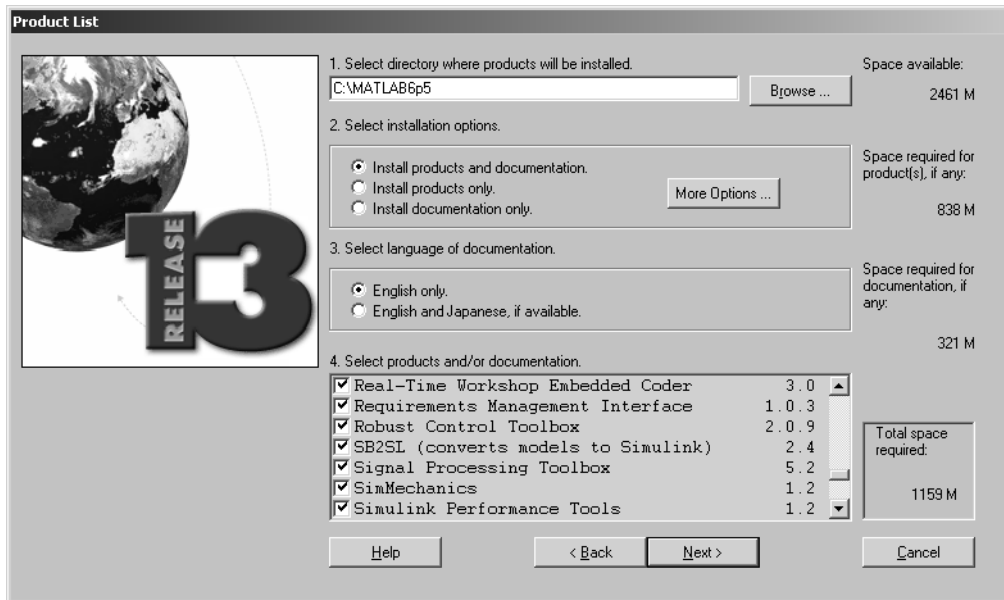 Product List
RELEASE 13
1. Select directory where products will be installed.
C:\MATLAB6p5
Browse ...
Space available:
2461 M
2. Select installation options.
Install products and documentation.
Install products only.
Install documentation only.
More Options ...
Space required for
product(s), if any:
838 M
3. Select language of documentation.
English only.
English and Japanese, if available.
Space required for
documentation, if
any:
321 M
4. Select products and/or documentation.
Real-Time Workshop Embedded Coder 3.0
Requirements Management Interface 1.0.3
Robust Control Toolbox 2.0.9
SB2SL (converts models to Simulink) 2.4
Signal Processing Toolbox 5.2
SimMechanics 1.2
Simulink Performance Tools 1.2
Total space
required:
1159 M
Help
< Back
Next >
Cancel